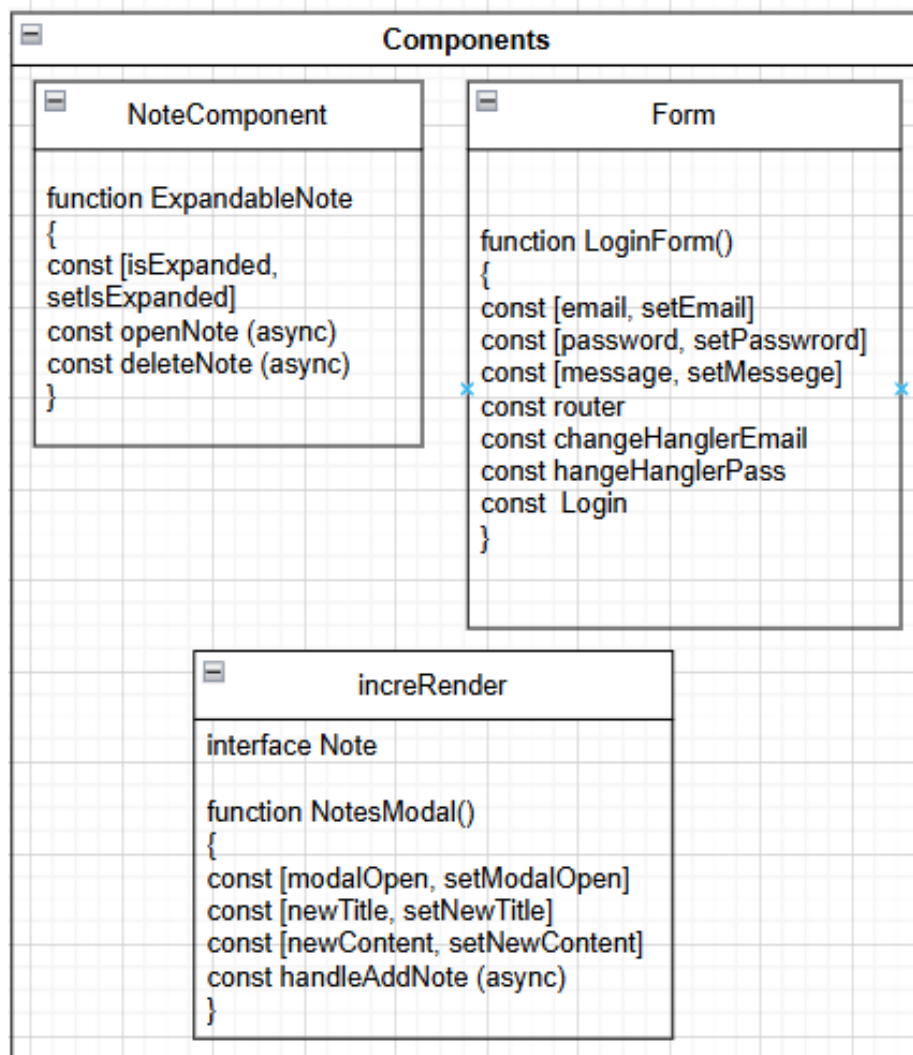 Components
NoteComponent
function ExpandableNote
{
const [isExpanded,
setIsExpanded]
const openNote (async)
const deleteNote (async)
}
Form
function LoginForm()
{
const [email, setEmail]
const [password, setPasswrord]
const [message, setMessege]
const router
const changeHanglerEmail
const hangeHanglerPass
const  Login
}
increRender
interface Note
function NotesModal()
{
const [modalOpen, setModalOpen]
const [newTitle, setNewTitle]
const [newContent, setNewContent]
const handleAddNote (async)
}